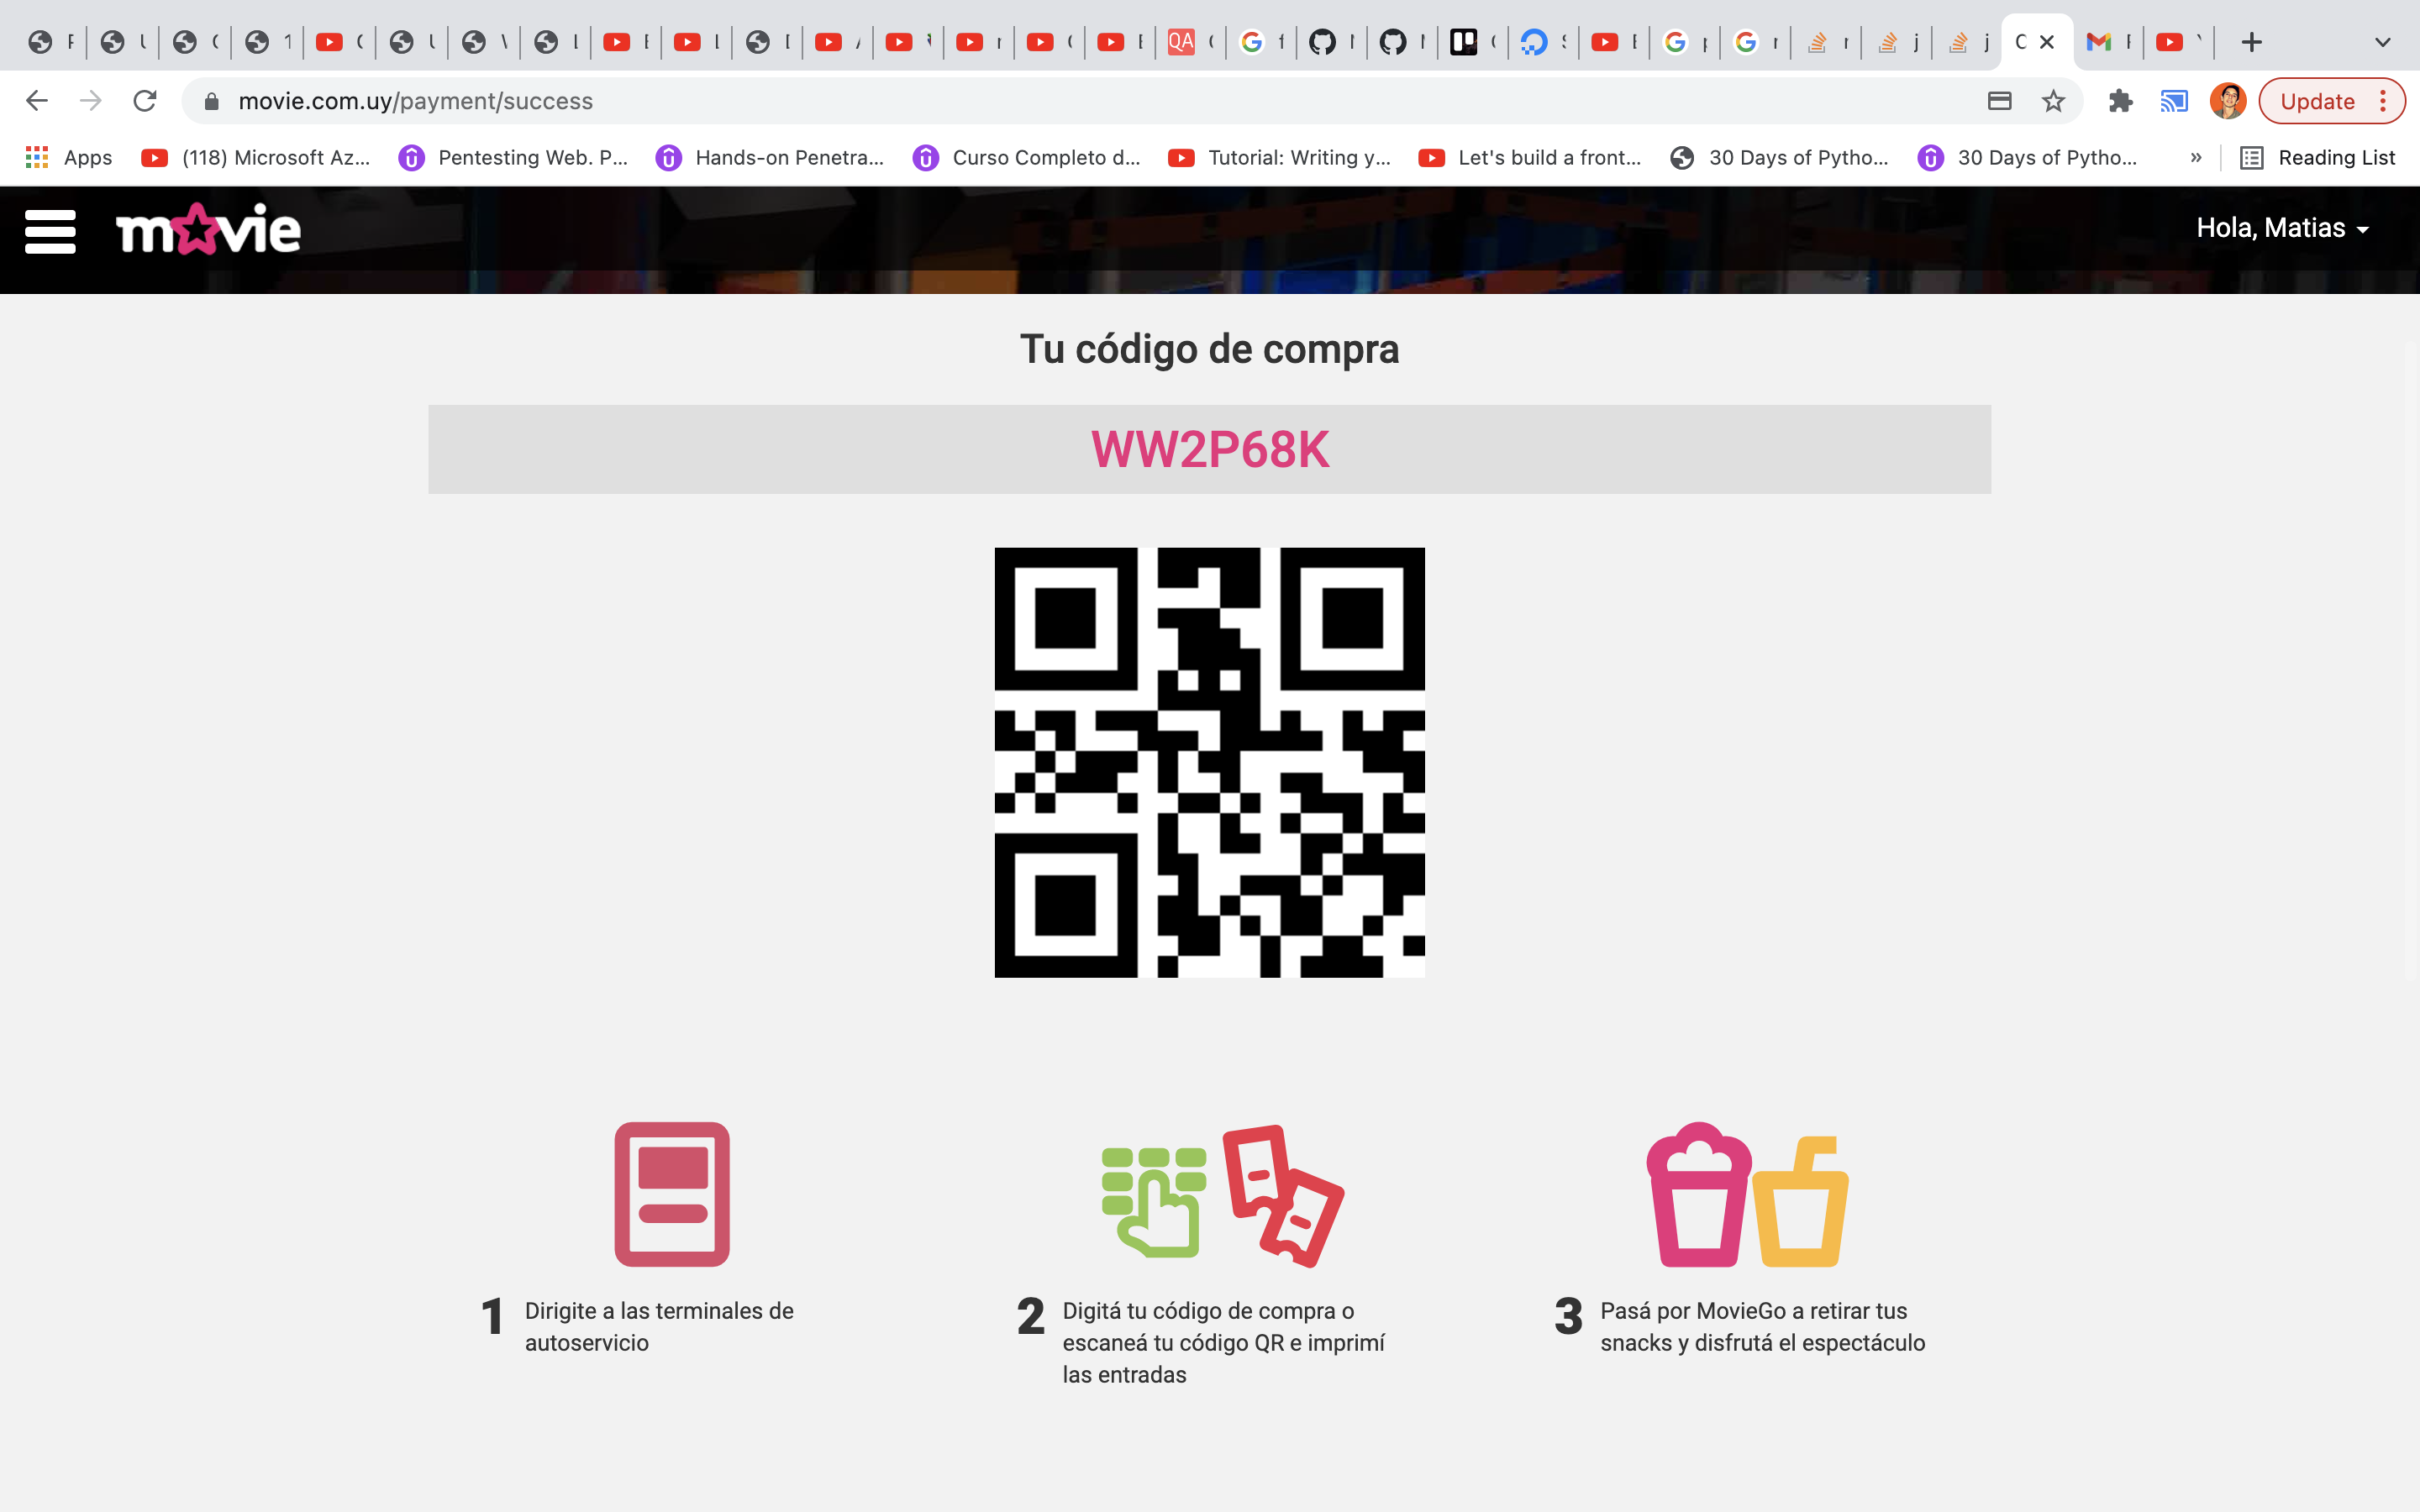 movie.com.uy/payment/success
Update
Apps
(118) Microsoft Az...
Pentesting Web. P...
Hands-on Penetra...
Curso Completo d...
Tutorial: Writing y...
Let's build a front...
30 Days of Pytho...
30 Days of Pytho...
»
Reading List
movie
Hola, Matias
Tu código de compra
WW2P68K
1 Dirigite a las terminales de
autoservicio
2 Digitá tu código de compra o
escaneá tu código QR e imprimí
las entradas
3 Pasá por MovieGo a retirar tus
snacks y disfrutá el espectáculo